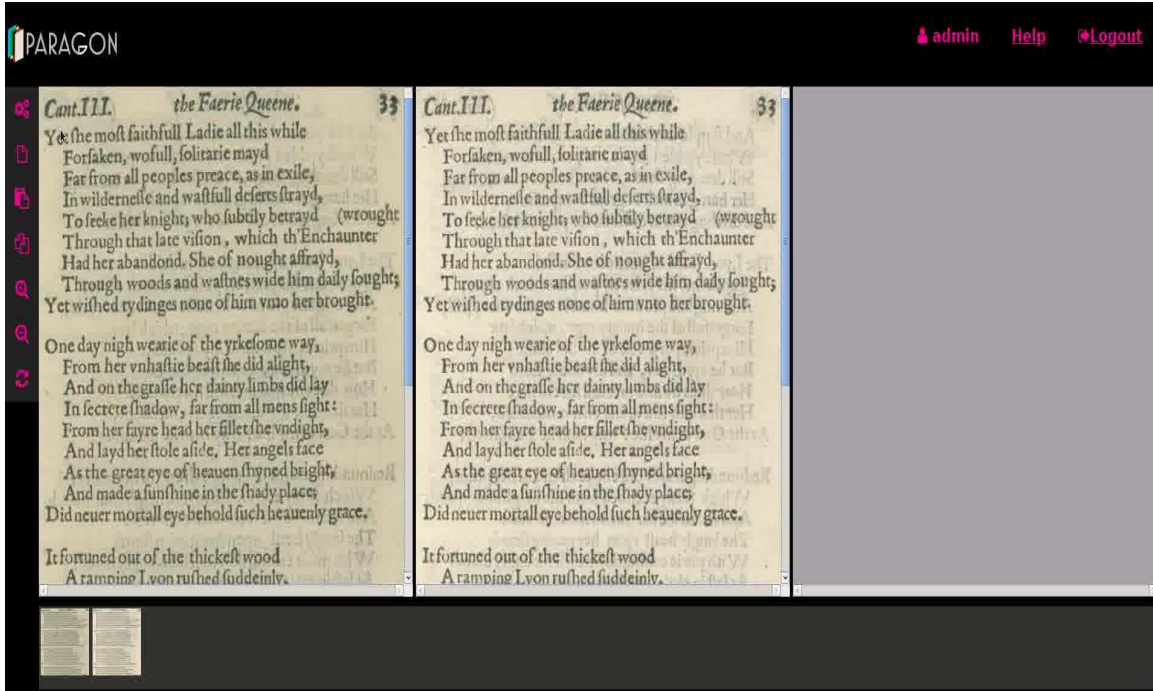 PARAGON
admin Help Logout
Cant.III. the Faerie Queene. 33
Yet ſhe moſt faithfull Ladie all this while
Forſaken, wofull, ſolitarie mayd
Far from all peoples preace, as in exile,
In wilderneſſe and waſtfull deſerts ſtrayd,
To ſeeke her knight; who ſubtily betrayd (wrought
Through that late viſion, which th'Enchaunter
Had her abandond. She of nought affrayd,
Through woods and waſtnes wide him daily ſought;
Yet wiſhed tydinges none of him vnto her brought.
One day nigh wearie of the yrkeſome way,
From her vnhaſtie beaſt ſhe did alight,
And on the graſſe her dainty limbs did lay
In ſecrete ſhadow, far from all mens ſight:
From her fayre head her fillet ſhe vndight,
And layd her ſtole aſide. Her angels face
As the great eye of heauen ſhyned bright,
And made a ſunſhine in the ſhady place;
Did neuer mortall eye behold ſuch heauenly grace.
It fortuned out of the thickeſt wood
A ramping Lyon ruſhed ſuddeinly,
Cant.III. the Faerie Queene. 33
Yet ſhe moſt faithfull Ladie all this while
Forſaken, wofull, ſolitarie mayd
Far from all peoples preace, as in exile,
In wilderneſſe and waſtfull deſerts ſtrayd,
To ſeeke her knight; who ſubtily betrayd (wrought
Through that late viſion, which th'Enchaunter
Had her abandond. She of nought affrayd,
Through woods and waſtnes wide him daily ſought;
Yet wiſhed tydinges none of him vnto her brought.
One day nigh wearie of the yrkeſome way,
From her vnhaſtie beaſt ſhe did alight,
And on the graſſe her dainty limbs did lay
In ſecrete ſhadow, far from all mens ſight:
From her fayre head her fillet ſhe vndight,
And layd her ſtole aſide. Her angels face
As the great eye of heauen ſhyned bright,
And made a ſunſhine in the ſhady place;
Did neuer mortall eye behold ſuch heauenly grace.
It fortuned out of the thickeſt wood
A ramping Lyon ruſhed ſuddeinly,